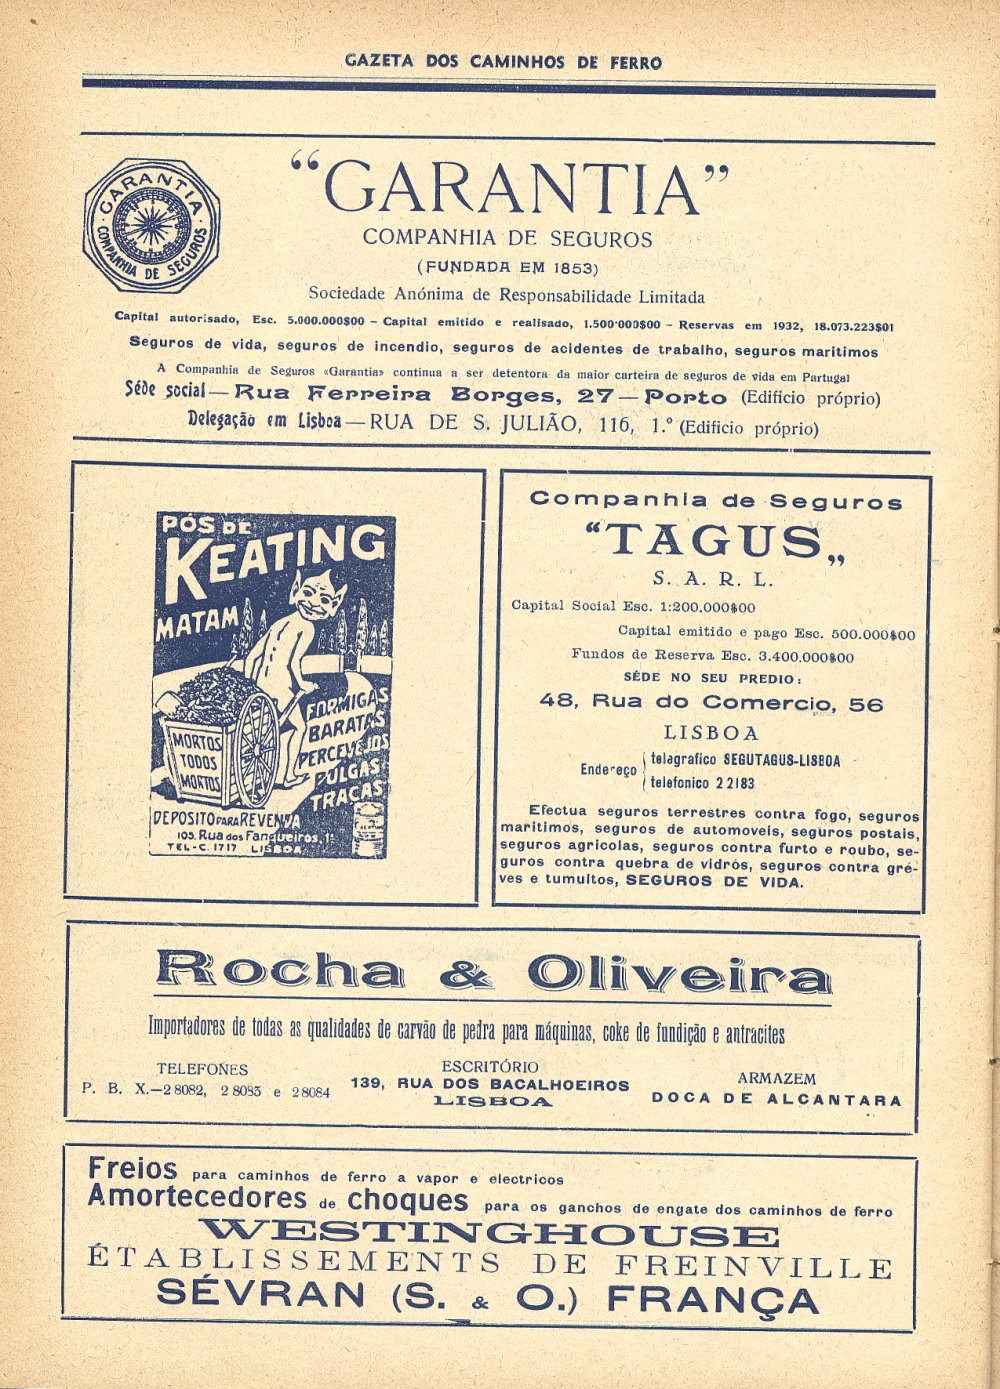 GAZETA DOS CAMINHOS DE FERRO
GARANTIA
COMPANHIA DE SEGUROS
“GARANTIA”
COMPANHIA DE SEGUROS
(FUNDADA EM 1853)
Sociedade Anónima de Responsabilidade Limitada
Capital autorisado, Esc. 5.000.000$00 – Capital emitido e realisado, 1.500·000$00 – Reservas em 1932, 18.073.223$01
Seguros de vida, seguros de incendio, seguros de acidentes de trabalho, seguros maritimos
A Companhia de Seguros «Garantia» continua a ser detentora da maior carteira de seguros de vida em Partugal
Séde social — Rua Ferreira Borges, 27 — Porto (Edificio próprio)
Delegação em Lisboa — RUA DE S. JULIÃO, 116, 1.º (Edificio próprio)
PÓS DE
KEATING
MATAM
FORMIGAS
BARATAS
PERCEVEJOS
PULGAS
TRAÇAS
MORTOS
TODOS
MORTOS
DEPOSITO PARA REVENDA
103. Rua dos Fanqueiros, 1º
TEL-C. 1717 LISBOA
Companhia de Seguros
“TAGUS„
S. A. R. L.
Capital Social Esc. 1:200.000$00
Capital emitido e pago Esc. 500.000$00
Fundos de Reserva Esc. 3.400.000$00
SÉDE NO SEU PREDIO:
48, Rua do Comercio, 56
LISBOA
Endereço
telagrafico SEGUTAGUS-LISBOA
telefonico 2 2183
Efectua seguros terrestres contra fogo, seguros
maritimos, seguros de automoveis, seguros postais,
seguros agricolas, seguros contra furto e roubo, se-
guros contra quebra de vidros, seguros contra gré-
ves e tumultos, SEGUROS DE VIDA.
Rocha & Oliveira
Importadores de todas as qualidades de carvão de pedra para máquinas, coke de fundição e antracites
TELEFONES
P. B. X.—2 8082, 2 8083 e 2 8084
ESCRITÓRIO
139, RUA DOS BACALHOEIROS
LISBOA
ARMAZEM
DOCA DE ALCANTARA
Freios para caminhos de ferro a vapor e electricos
Amortecedores de choques para os ganchos de engate dos caminhos de ferro
WESTINGHOUSE
ÉTABLISSEMENTS DE FREINVILLE
SÉVRAN (S. & O.) FRANÇA